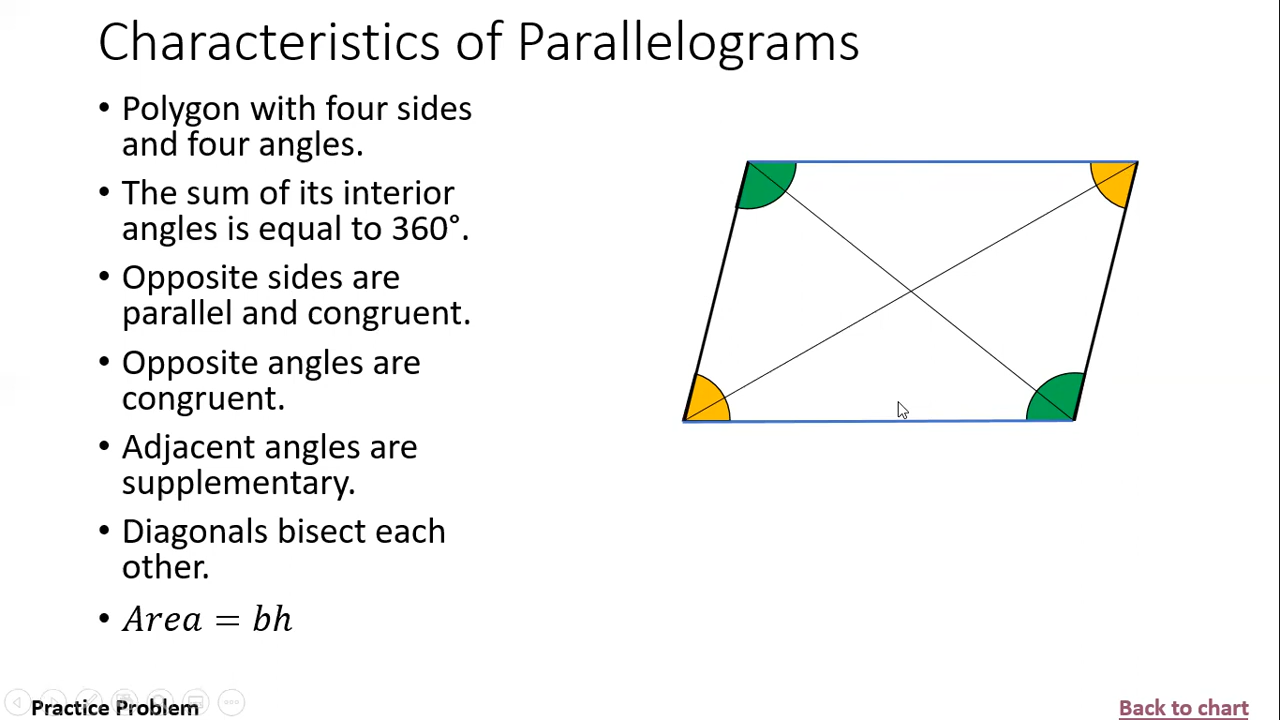 Characteristics of Parallelograms
• Polygon with four sides
and four angles.
• The sum of its interior
angles is equal to 360°.
• Opposite sides are
parallel and congruent.
• Opposite angles are
congruent.
• Adjacent angles are
supplementary.
• Diagonals bisect each
other.
• Area = bh
Practice Problem
Back to chart